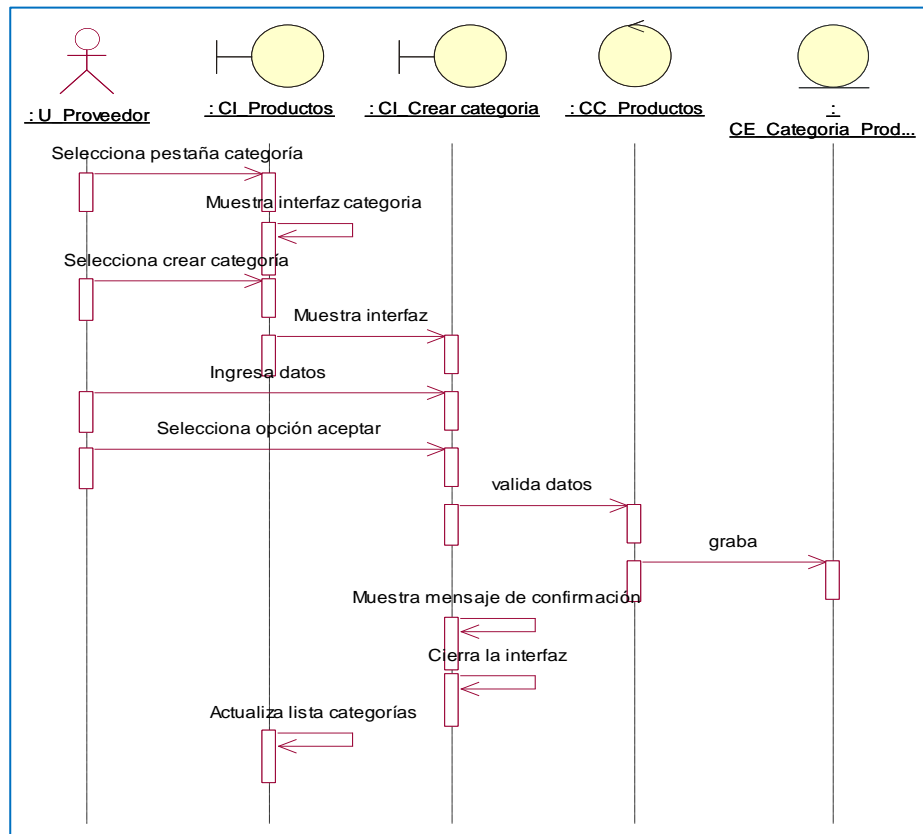 : U_Proveedor
: CI_Productos
: CI_Crear categoria
: CC_Productos
:
CE_Categoria_Prod...
Selecciona pestaña categoría
Muestra interfaz categoria
Selecciona crear categoría
Muestra interfaz
Ingresa datos
Selecciona opción aceptar
valida datos
graba
Muestra mensaje de confirmación
Cierra la interfaz
Actualiza lista categorías